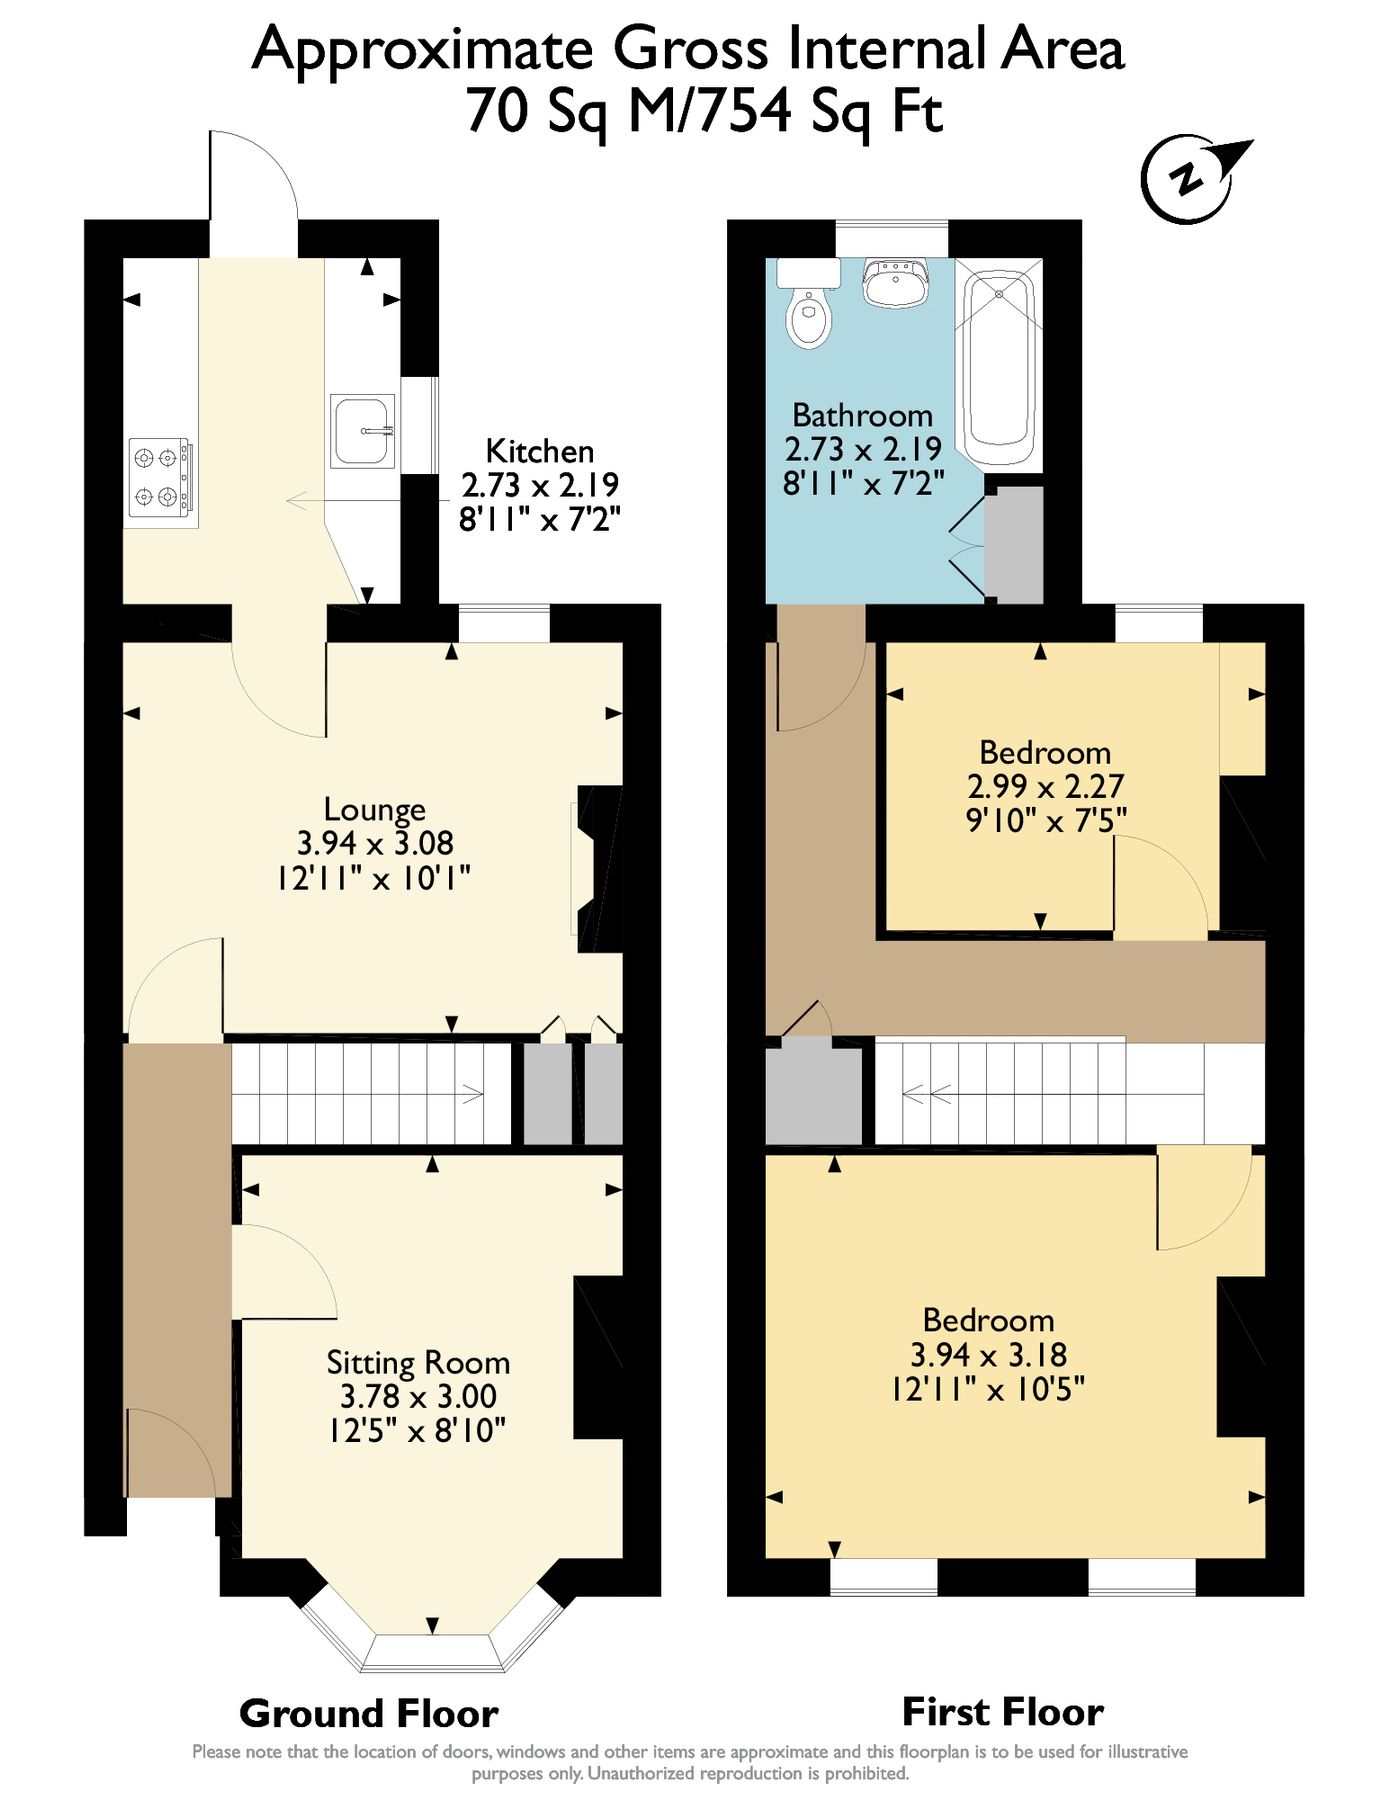 Approximate Gross Internal Area
70 Sq M/754 Sq Ft
N
Kitchen
2.73 x 2.19
8'11" x 7'2"
Bathroom
2.73 x 2.19
8'11" x 7'2"
Lounge
3.94 x 3.08
12'11" x 10'1"
Bedroom
2.99 x 2.27
9'10" x 7'5"
Sitting Room
3.78 x 3.00
12'5" x 8'10"
Bedroom
3.94 x 3.18
12'11" x 10'5"
Ground Floor
First Floor
Please note that the location of doors, windows and other items are approximate and this floorplan is to be used for illustrative
purposes only. Unauthorized reproduction is prohibited.